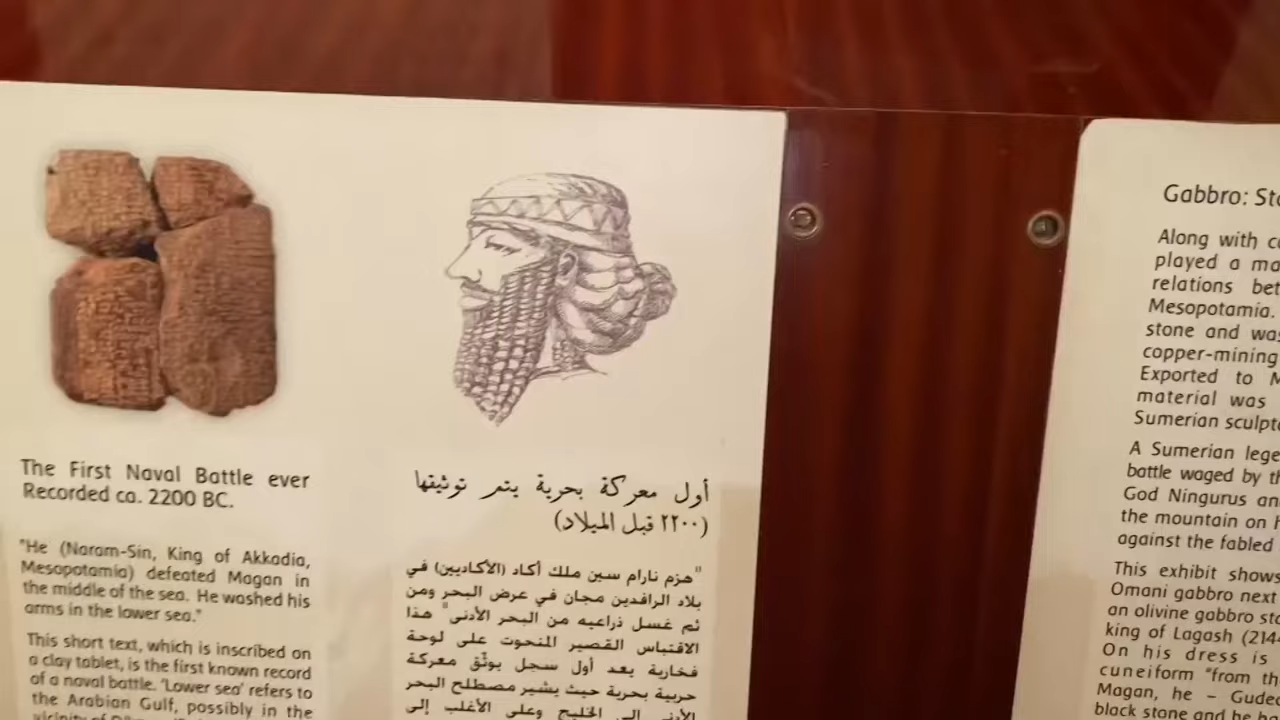 The First Naval Battle ever
Recorded ca. 2200 BC.
"He (Naram-Sin, King of Akkadia,
Mesopotamia) defeated Magan in
the middle of the sea. He washed his
arms in the lower sea."
This short text, which is inscribed on
a clay tablet, is the first known record
of a naval battle. 'Lower sea' refers to
the Arabian Gulf, possibly in the
أول معركة بحرية يتم توثيقها
(٢٢٠٠ قبل الميلاد)
"هزم نارام سين ملك أكاد (الأكاديين) في
بلاد الرافدين مجان في عرض البحر ومن
ثم غسل ذراعيه من البحر الأدنى" هذا
الاقتباس القصير المنحوت على لوحة
فخارية يعد أول سجل يوثّق معركة
حربية بحرية حيث يشير مصطلح البحر
الأدنى إلى الخليج وعلى الأغلب إلى
Gabbro:
Along with
played a
relations
Mesopotamia.
stone and
copper-mining
Exported to
material was
Sumerian
A Sumerian
battle waged by
God Ningurus
the mountain on
against the fabled
This exhibit shows
Omani gabbro next
an olivine gabbro
king of Lagash
On his dress is
cuneiform "from
Magan, he –
black stone and he